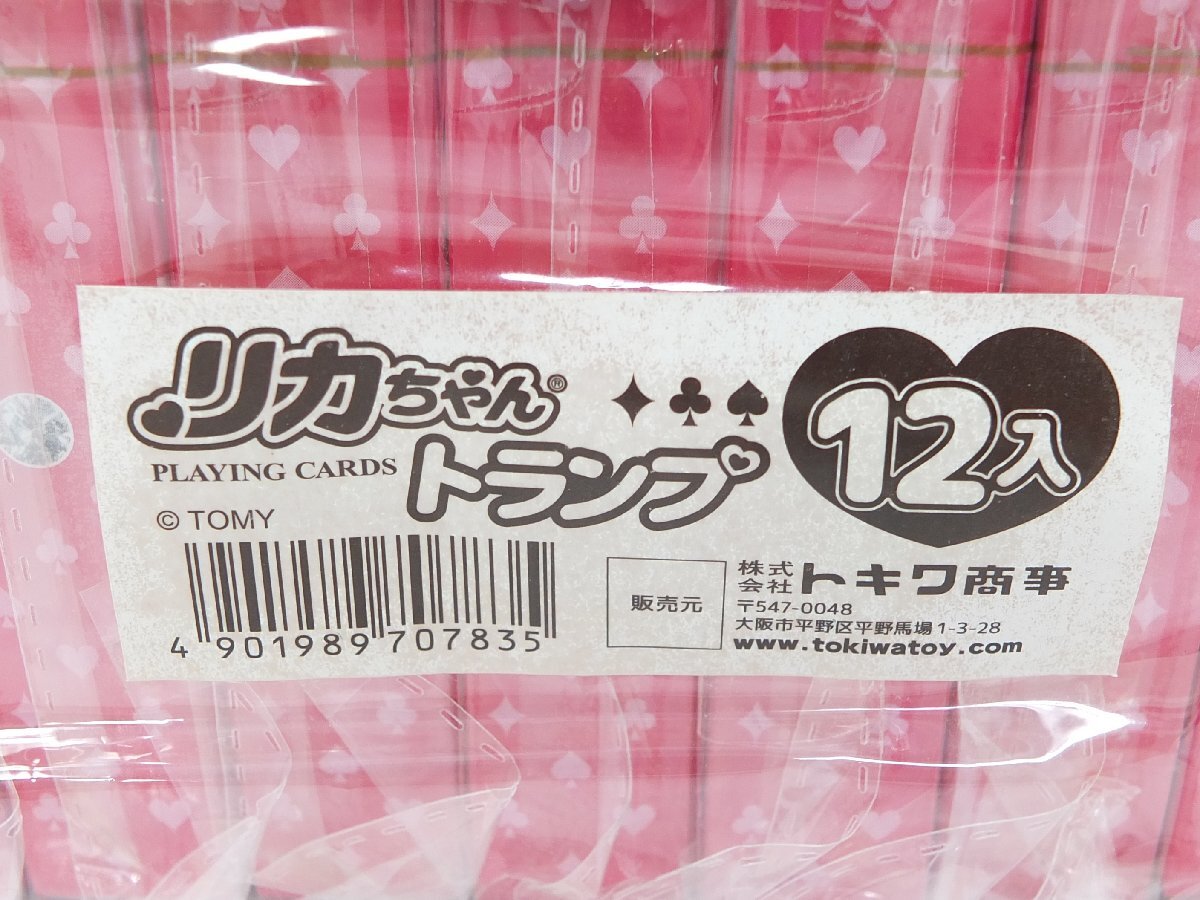 リカちゃん®
トランプ
PLAYING CARDS
© TOMY
12入
4 901989 707835
販売元
株式会社 トキワ商事
〒547-0048
大阪市平野区平野馬場1-3-28
www.tokiwatoy.com